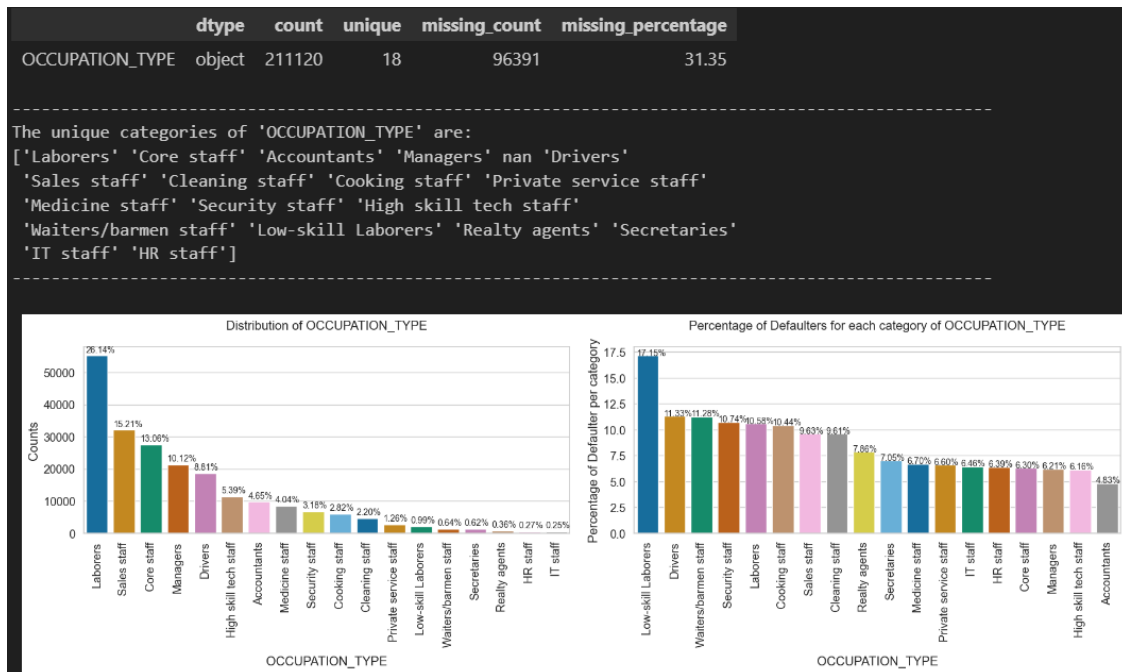 dtype count unique missing_count missing_percentage
OCCUPATION_TYPE object 211120 18 96391 31.35
----------------------------------------------------------------------------------------------------
The unique categories of 'OCCUPATION_TYPE' are:
['Laborers' 'Core staff' 'Accountants' 'Managers' nan 'Drivers'
'Sales staff' 'Cleaning staff' 'Cooking staff' 'Private service staff'
'Medicine staff' 'Security staff' 'High skill tech staff'
'Waiters/barmen staff' 'Low-skill Laborers' 'Realty agents' 'Secretaries'
'IT staff' 'HR staff']
----------------------------------------------------------------------------------------------------
Distribution of OCCUPATION_TYPE
Counts
50000
40000
30000
20000
10000
0
26.14%
15.21%
13.06%
10.12%
8.81%
5.39%
4.65%
4.04%
3.18%
2.82%
2.20%
1.26%
0.99%
0.64%
0.62%
0.36%
0.27%
0.25%
Laborers
Sales staff
Core staff
Managers
Drivers
High skill tech staff
Accountants
Medicine staff
Security staff
Cooking staff
Cleaning staff
Private service staff
Low-skill Laborers
Waiters/barmen staff
Secretaries
Realty agents
HR staff
IT staff
OCCUPATION_TYPE
Percentage of Defaulters for each category of OCCUPATION_TYPE
Percentage of Defaulter per category
17.5
15.0
12.5
10.0
7.5
5.0
2.5
0.0
17.15%
11.33%
11.28%
10.74%
10.58%
10.44%
9.63%
9.61%
7.86%
7.05%
6.70%
6.60%
6.46%
6.39%
6.30%
6.21%
6.16%
4.83%
Low-skill Laborers
Drivers
Waiters/barmen staff
Security staff
Laborers
Cooking staff
Sales staff
Cleaning staff
Realty agents
Secretaries
Medicine staff
Private service staff
IT staff
HR staff
Core staff
Managers
High skill tech staff
Accountants
OCCUPATION_TYPE